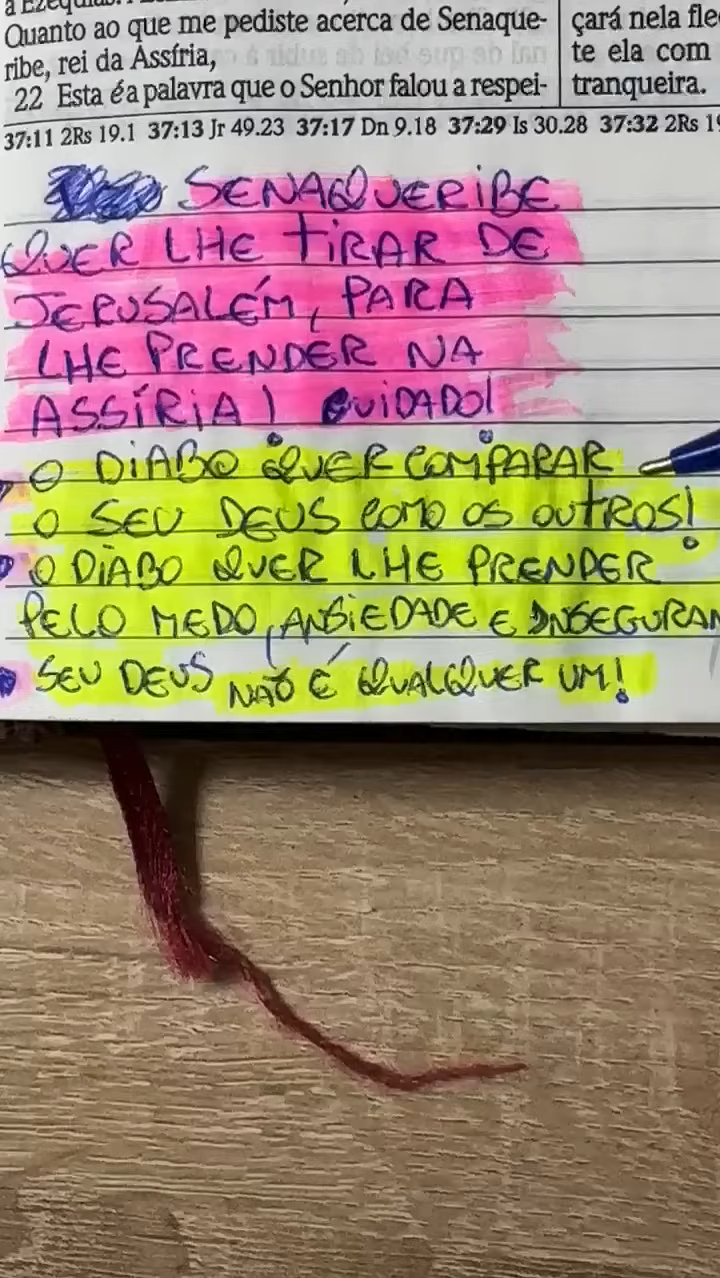 Quanto ao que me pediste acerca de Senaque-
ribe, rei da Assíria,
22 Esta é a palavra que o Senhor falou a respei-
çará nela
te ela com
tranqueira.
37:11 2Rs 19.1 37:13 Jr 49.23 37:17 Dn 9.18 37:29 Is 30.28 37:32 2Rs
SENAQUERIBE
QUER LHE TIRAR DE
JERUSALÉM, PARA
LHE PRENDER NA
ASSÍRIA! CUIDADO!
O DIABO QUER COMPARAR
O SEU DEUS COMO OS OUTROS!
O DIABO QUER LHE PRENDER
PELO MEDO, ANSIEDADE E INSEGURAN
SEU DEUS NÃO É QUALQUER UM!